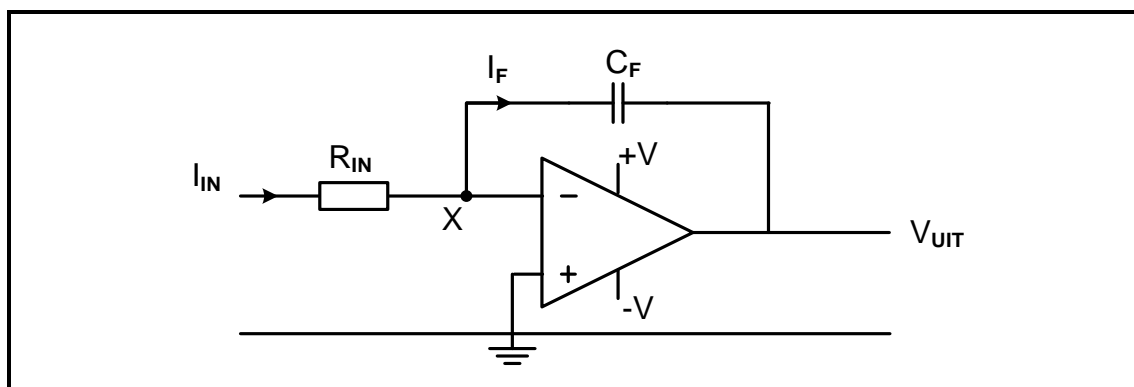 I_F
C_F
R_IN
I_IN
X
+V
−
+
-V
V_UIT